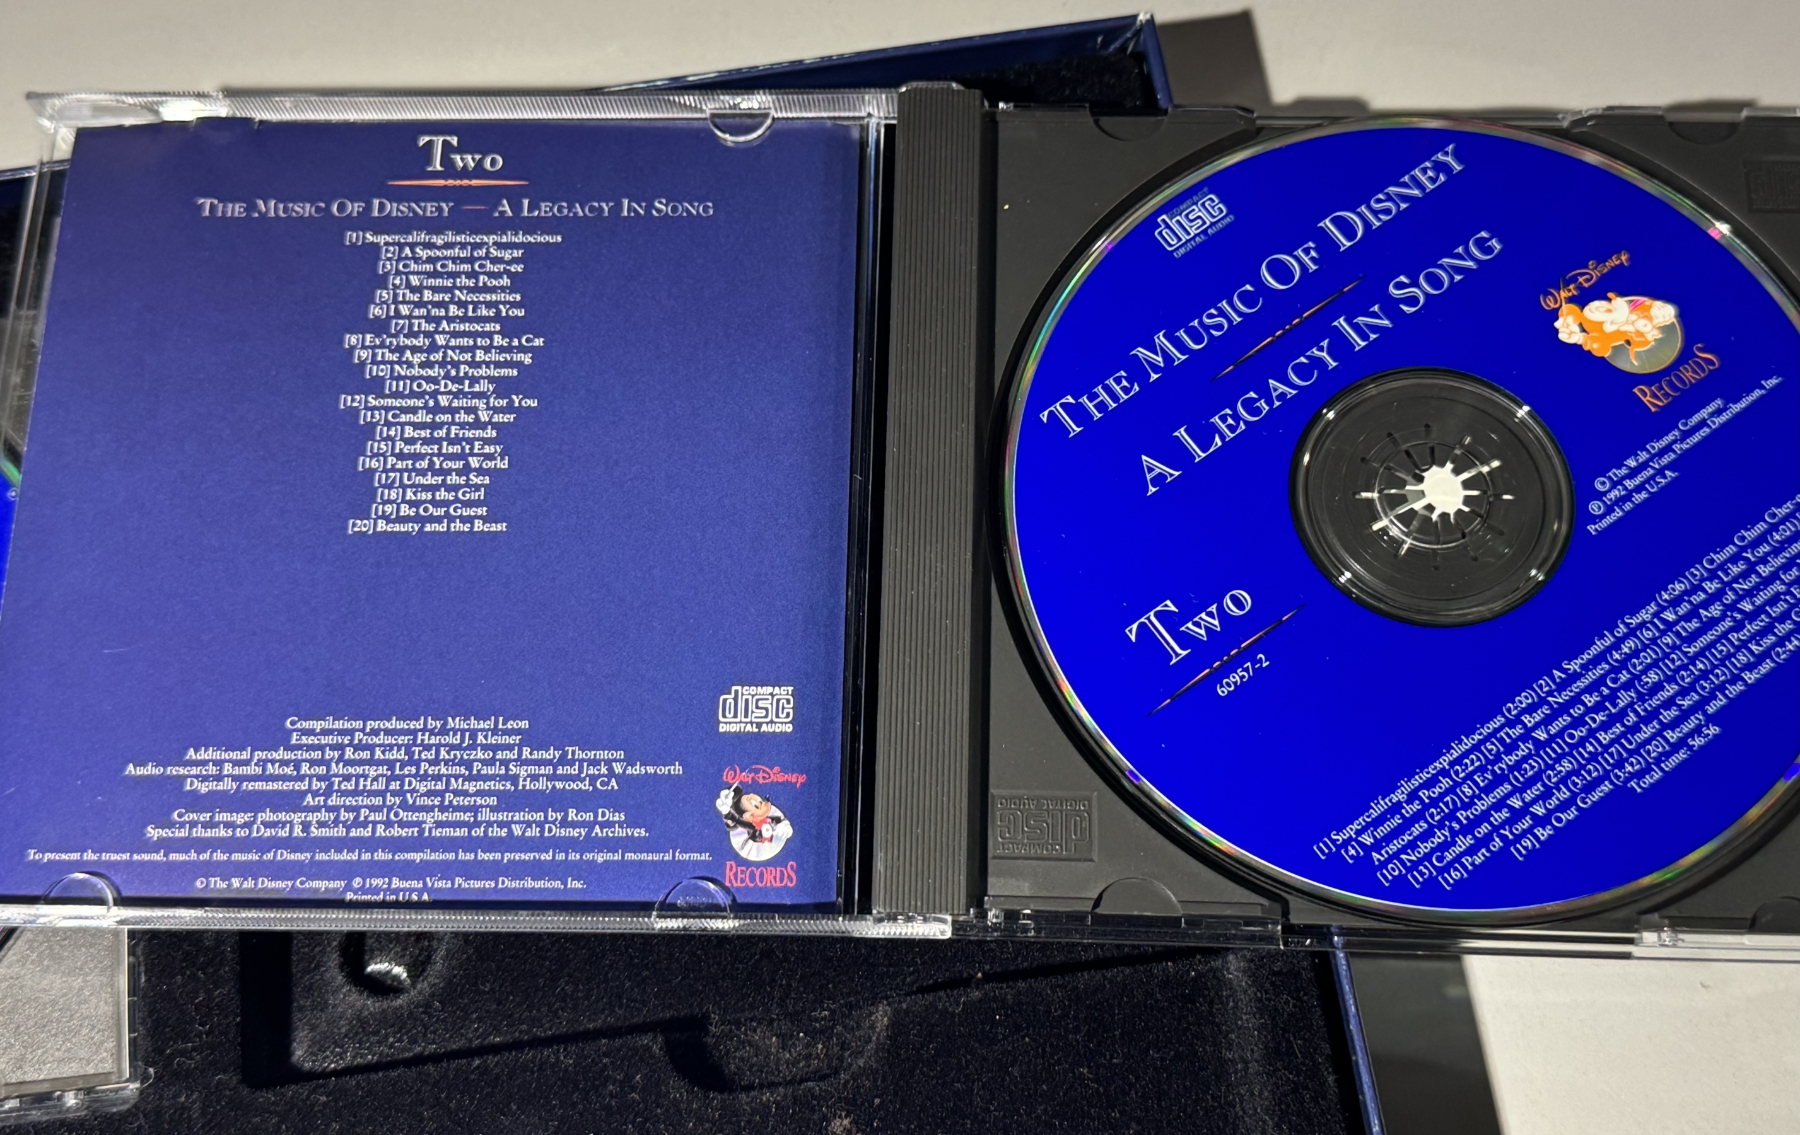 Two
The Music Of Disney — A Legacy In Song
[1] Supercalifragilisticexpialidocious
[2] A Spoonful of Sugar
[3] Chim Chim Cher-ee
[4] Winnie the Pooh
[5] The Bare Necessities
[6] I Wan'na Be Like You
[7] The Aristocats
[8] Ev'rybody Wants to Be a Cat
[9] The Age of Not Believing
[10] Nobody's Problems
[11] Oo-De-Lally
[12] Someone's Waiting for You
[13] Candle on the Water
[14] Best of Friends
[15] Perfect Isn't Easy
[16] Part of Your World
[17] Under the Sea
[18] Kiss the Girl
[19] Be Our Guest
[20] Beauty and the Beast
COMPACT
disc
DIGITAL AUDIO
Compilation produced by Michael Leon
Executive Producer: Harold J. Kleiner
Additional production by Ron Kidd, Ted Kryczko and Randy Thornton
Audio research: Bambi Moé, Ron Moortgat, Les Perkins, Paula Sigman and Jack Wadsworth
Digitally remastered by Ted Hall at Digital Magnetics, Hollywood, CA
Art direction by Vince Peterson
Cover image: photography by Paul Ottengheime; illustration by Ron Dias
Special thanks to David R. Smith and Robert Tieman of the Walt Disney Archives.
Walt Disney
Records
To present the truest sound, much of the music of Disney included in this compilation has been preserved in its original monaural format.
© The Walt Disney Company ℗ 1992 Buena Vista Pictures Distribution, Inc.
Printed in U.S.A.
COMPACT
disc
DIGITAL AUDIO
The Music Of Disney
A Legacy In Song
Walt Disney
Records
© The Walt Disney Company
℗ 1992 Buena Vista Pictures Distribution, Inc.
Printed in the U.S.A.
Two
60957-2
[1] Supercalifragilisticexpialidocious (2:00) [2] A Spoonful of Sugar (4:06) [3] Chim Chim Cher-e
[4] Winnie the Pooh (2:22) [5] The Bare Necessities (4:49) [6] I Wan'na Be Like You (4:01)
Aristocats (2:17) [8] Ev'rybody Wants to Be a Cat (2:01) [9] The Age of Not Believing
[10] Nobody's Problems (1:23) [11] Oo-De-Lally (:58) [12] Someone's Waiting for
[13] Candle on the Water (2:58) [14] Best of Friends (2:14) [15] Perfect Isn't
[16] Part of Your World (3:12) [17] Under the Sea (3:12) [18] Kiss the
[19] Be Our Guest (3:42) [20] Beauty and the Beast
Total time: 56:56
COMPACT
disc
DIGITAL AUDIO